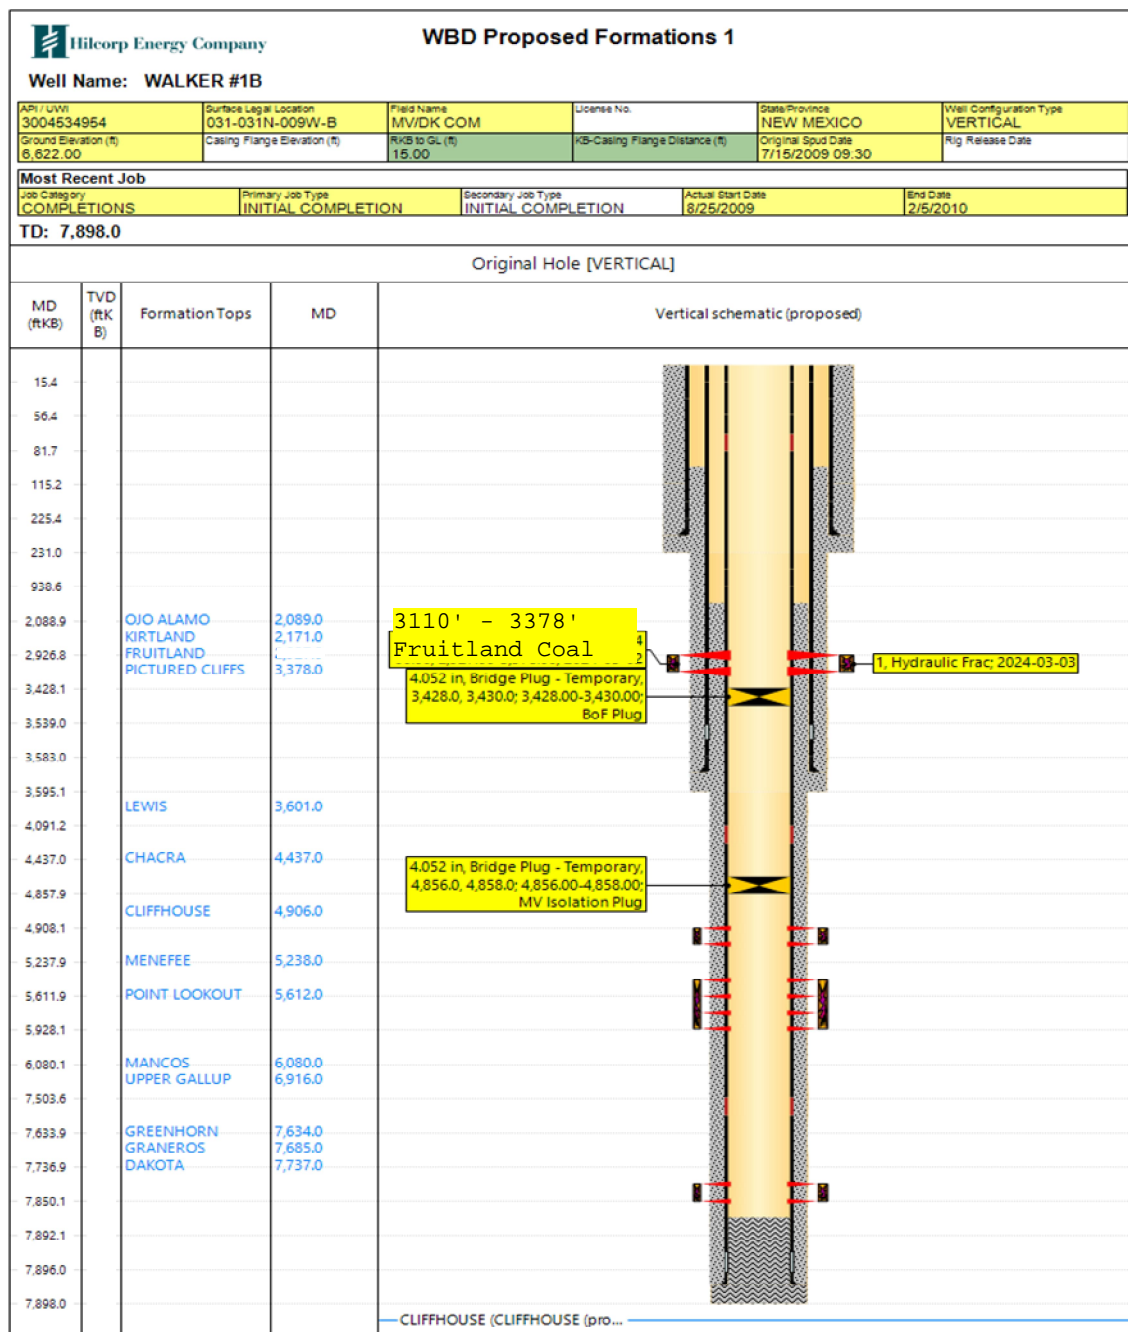 Hilcorp Energy Company
WBD Proposed Formations 1
Well Name: WALKER #1B
API / UWI
3004534954
Surface Legal Location
031-031N-009W-B
Field Name
MV/DK COM
License No.
State/Province
NEW MEXICO
Well Configuration Type
VERTICAL
Ground Elevation (ft)
6,622.00
Casing Flange Elevation (ft)
RKB to GL (ft)
15.00
KB-Casing Flange Distance (ft)
Original Spud Date
7/15/2009 09:30
Rig Release Date
Most Recent Job
Job Category
COMPLETIONS
Primary Job Type
INITIAL COMPLETION
Secondary Job Type
INITIAL COMPLETION
Actual Start Date
8/25/2009
End Date
2/5/2010
TD: 7,898.0
Original Hole [VERTICAL]
MD (ftKB)
TVD (ftKB)
Formation Tops
MD
Vertical schematic (proposed)
15.4
56.4
81.7
115.2
225.4
231.0
938.6
2,088.9
OJO ALAMO 2,089.0
KIRTLAND 2,171.0
2,926.8
FRUITLAND
PICTURED CLIFFS 3,378.0
3110' - 3378'
Fruitland Coal
1, Hydraulic Frac; 2024-03-03
3,428.1
4.052 in, Bridge Plug - Temporary,
3,428.0, 3,430.0; 3,428.00-3,430.00;
BoF Plug
3,539.0
3,583.0
3,595.1
LEWIS 3,601.0
4,091.2
4,437.0
CHACRA 4,437.0
4.052 in, Bridge Plug - Temporary,
4,856.0, 4,858.0; 4,856.00-4,858.00;
MV Isolation Plug
4,857.9
CLIFFHOUSE 4,906.0
4,908.1
5,237.9
MENEFEE 5,238.0
5,611.9
POINT LOOKOUT 5,612.0
5,928.1
6,080.1
MANCOS 6,080.0
UPPER GALLUP 6,916.0
7,503.6
7,633.9
GREENHORN 7,634.0
GRANEROS 7,685.0
7,736.9
DAKOTA 7,737.0
7,850.1
7,892.1
7,896.0
7,898.0
CLIFFHOUSE (CLIFFHOUSE (pro...